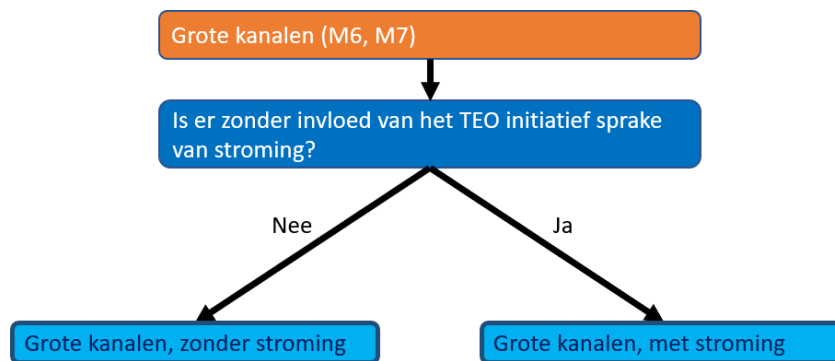 Grote kanalen (M6, M7)
Is er zonder invloed van het TEO initiatief sprake
van stroming?
Nee
Ja
Grote kanalen, zonder stroming
Grote kanalen, met stroming